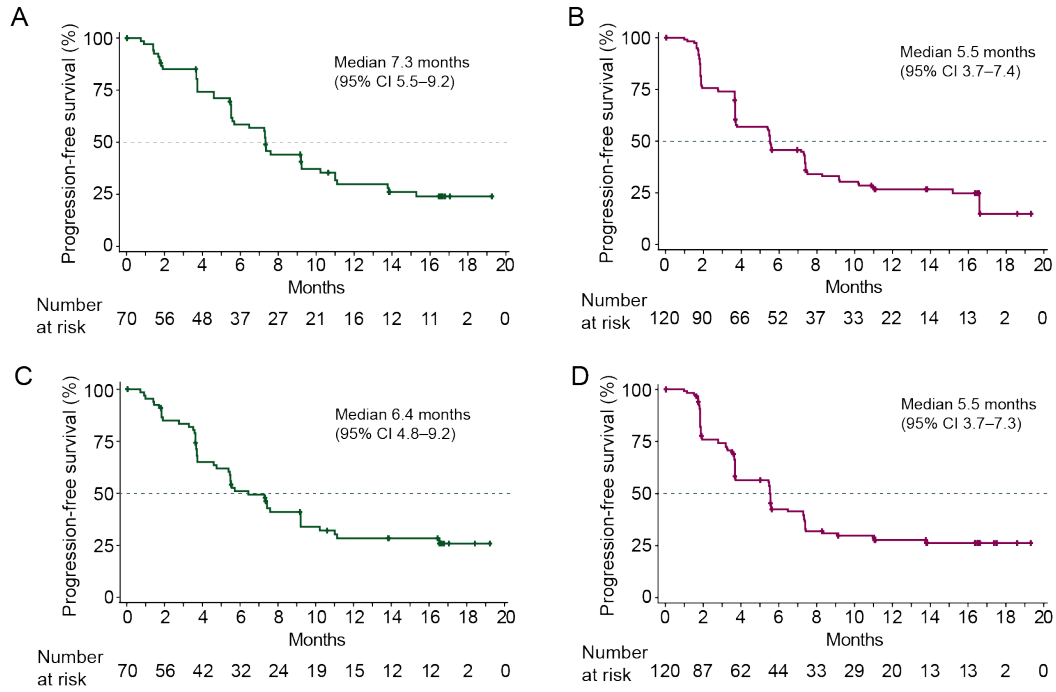 A
Progression-free survival (%)
100
75
50
25
0
Median 7.3 months
(95% CI 5.5–9.2)
0 2 4 6 8 10 12 14 16 18 20
Months
Number
at risk
70 56 48 37 27 21 16 12 11 2 0
B
Progression-free survival (%)
100
75
50
25
0
Median 5.5 months
(95% CI 3.7–7.4)
0 2 4 6 8 10 12 14 16 18 20
Months
Number
at risk
120 90 66 52 37 33 22 14 13 2 0
C
Progression-free survival (%)
100
75
50
25
0
Median 6.4 months
(95% CI 4.8–9.2)
0 2 4 6 8 10 12 14 16 18 20
Months
Number
at risk
70 56 42 32 24 19 15 12 12 2 0
D
Progression-free survival (%)
100
75
50
25
0
Median 5.5 months
(95% CI 3.7–7.3)
0 2 4 6 8 10 12 14 16 18 20
Months
Number
at risk
120 87 62 44 33 29 20 13 13 2 0